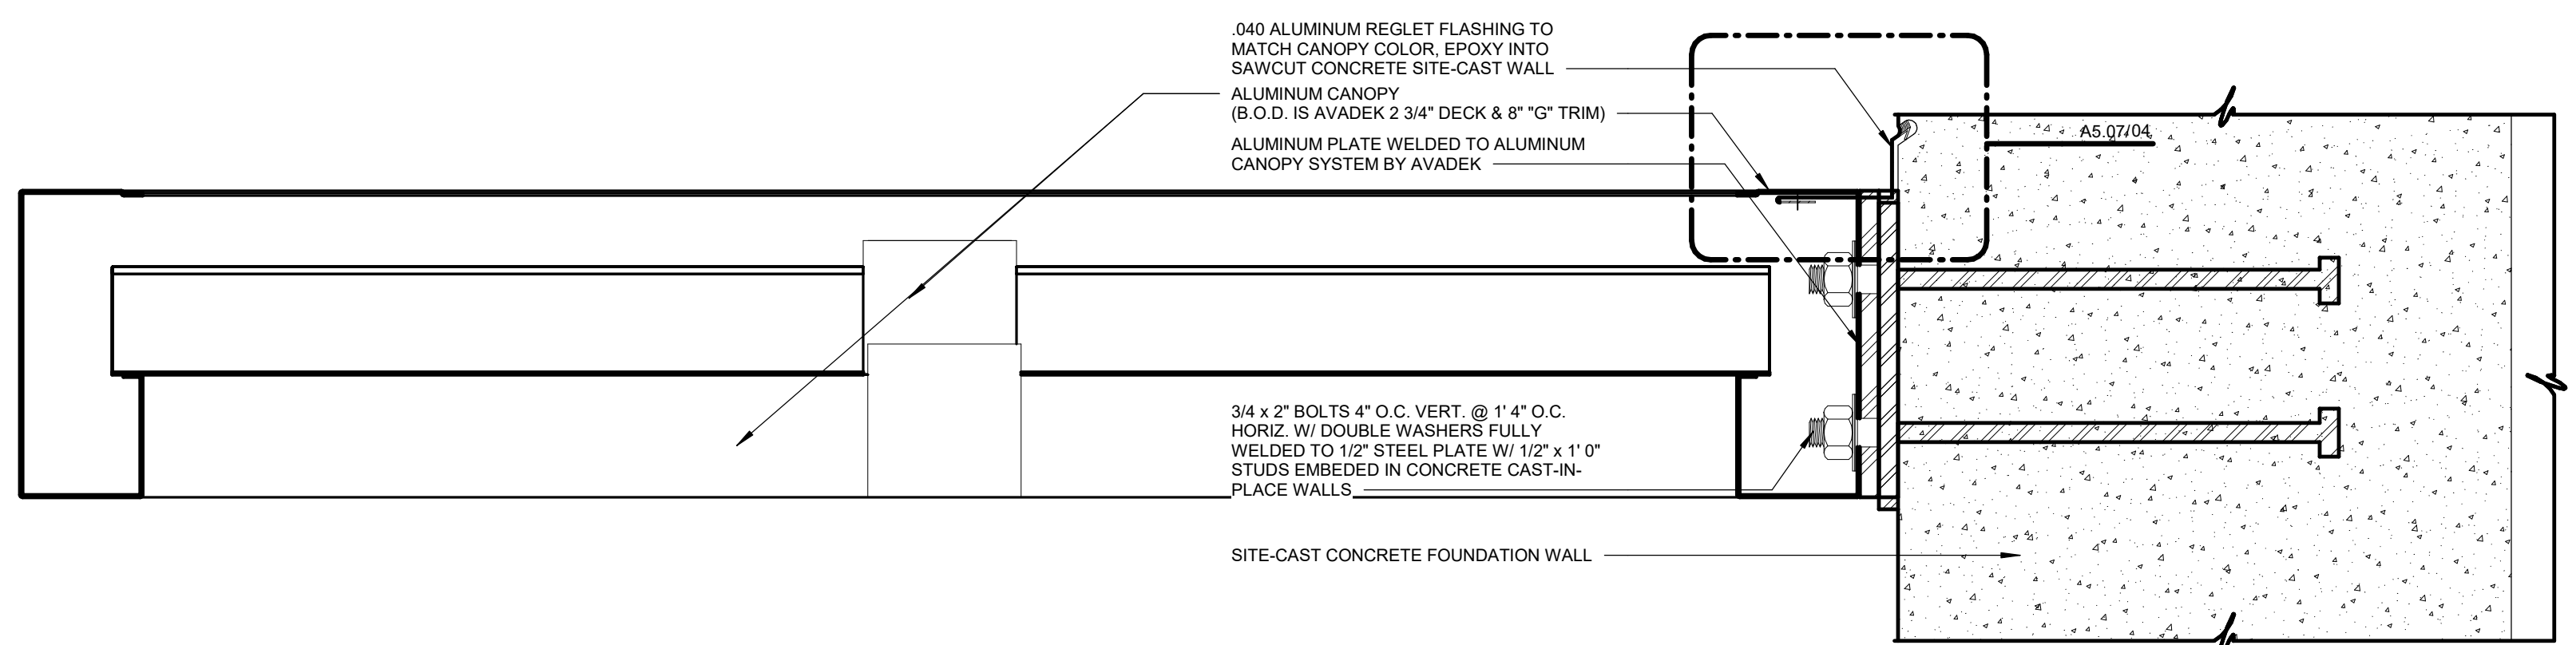 .040 ALUMINUM REGLET FLASHING TO
MATCH CANOPY COLOR, EPOXY INTO
SAWCUT CONCRETE SITE-CAST WALL
ALUMINUM CANOPY
(B.O.D. IS AVADEK 2 3/4" DECK & 8" "G" TRIM)
ALUMINUM PLATE WELDED TO ALUMINUM
CANOPY SYSTEM BY AVADEK
A5.07/04
3/4 x 2" BOLTS 4" O.C. VERT. @ 1' 4" O.C.
HORIZ. W/ DOUBLE WASHERS FULLY
WELDED TO 1/2" STEEL PLATE W/ 1/2" x 1' 0"
STUDS EMBEDED IN CONCRETE CAST-IN-
PLACE WALLS
SITE-CAST CONCRETE FOUNDATION WALL